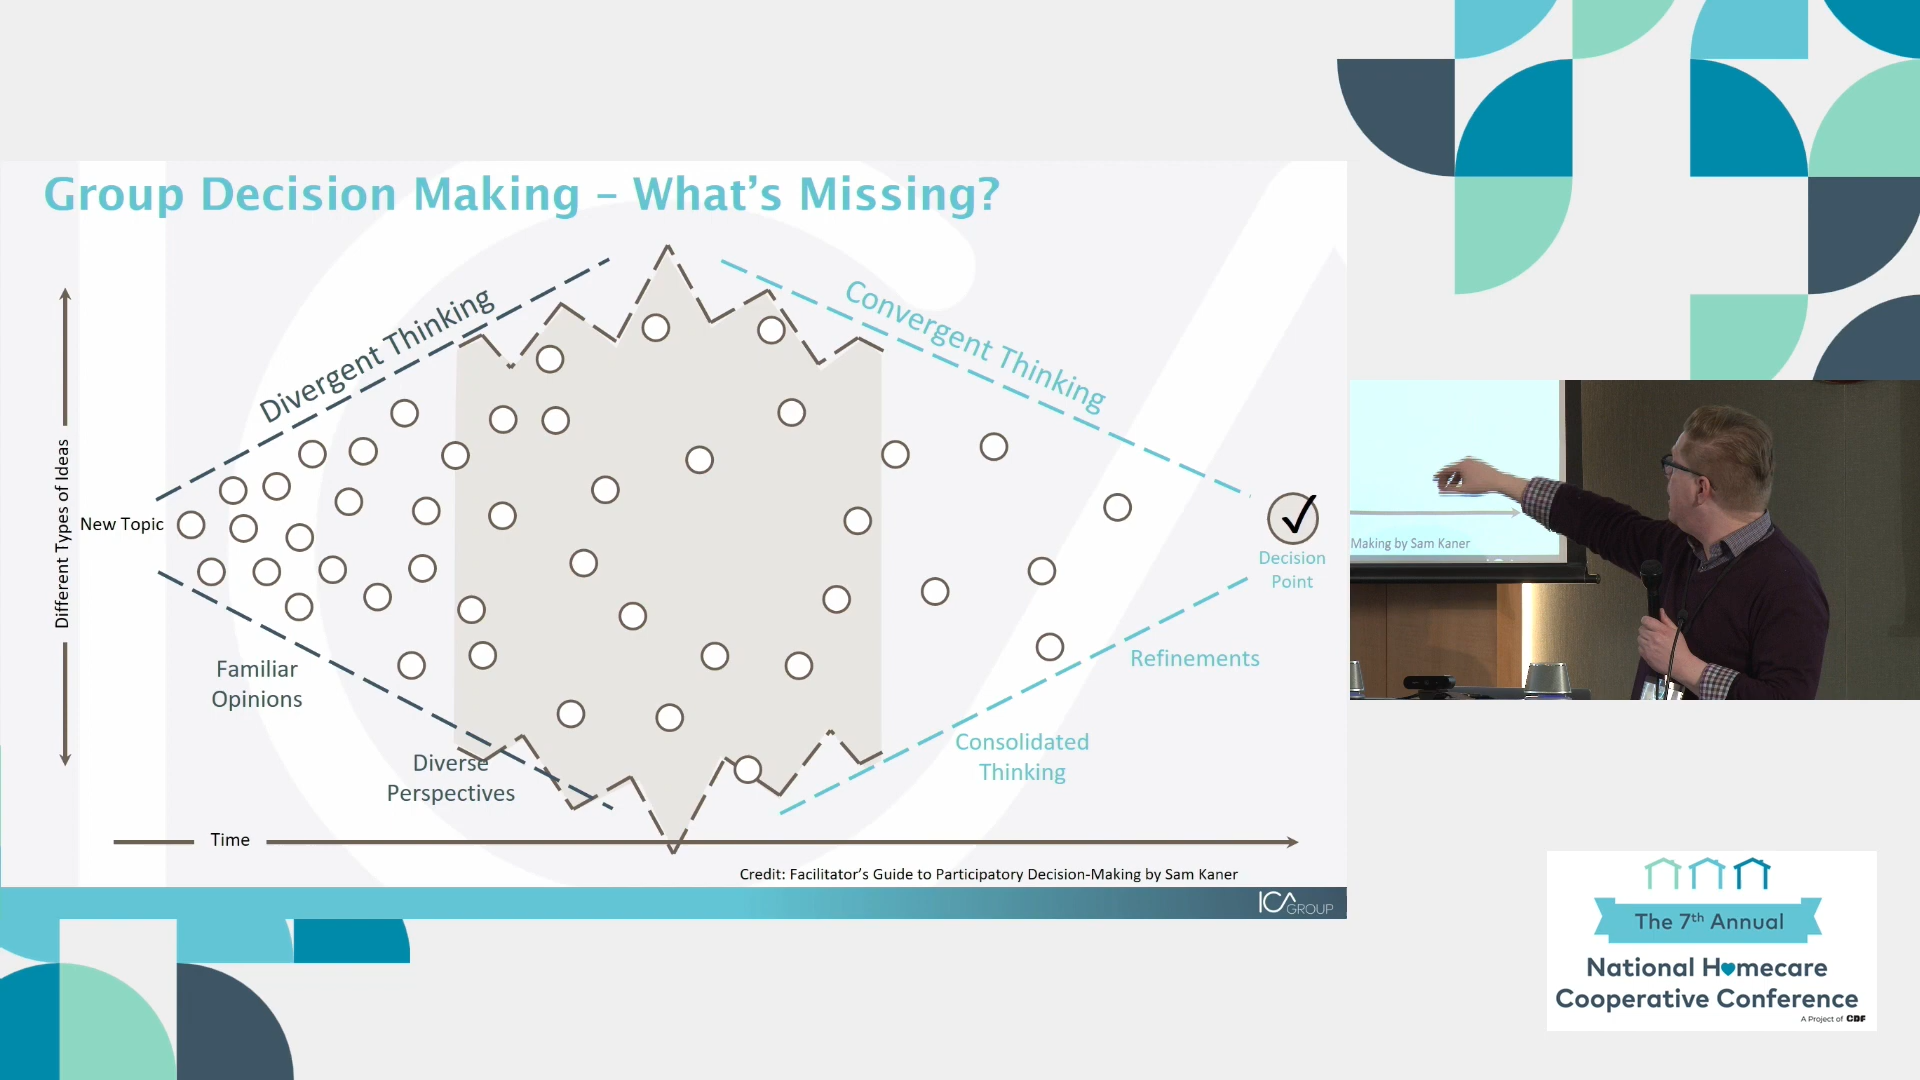 Group Decision Making – What's Missing?
Divergent Thinking
Convergent Thinking
Different Types of Ideas
New Topic
Decision
Point
Familiar
Opinions
Refinements
Diverse
Perspectives
Consolidated
Thinking
Time
Credit: Facilitator's Guide to Participatory Decision-Making by Sam Kaner
ICA GROUP
Making by Sam Kaner
The 7th Annual
National Homecare
Cooperative Conference
A Project of CDF